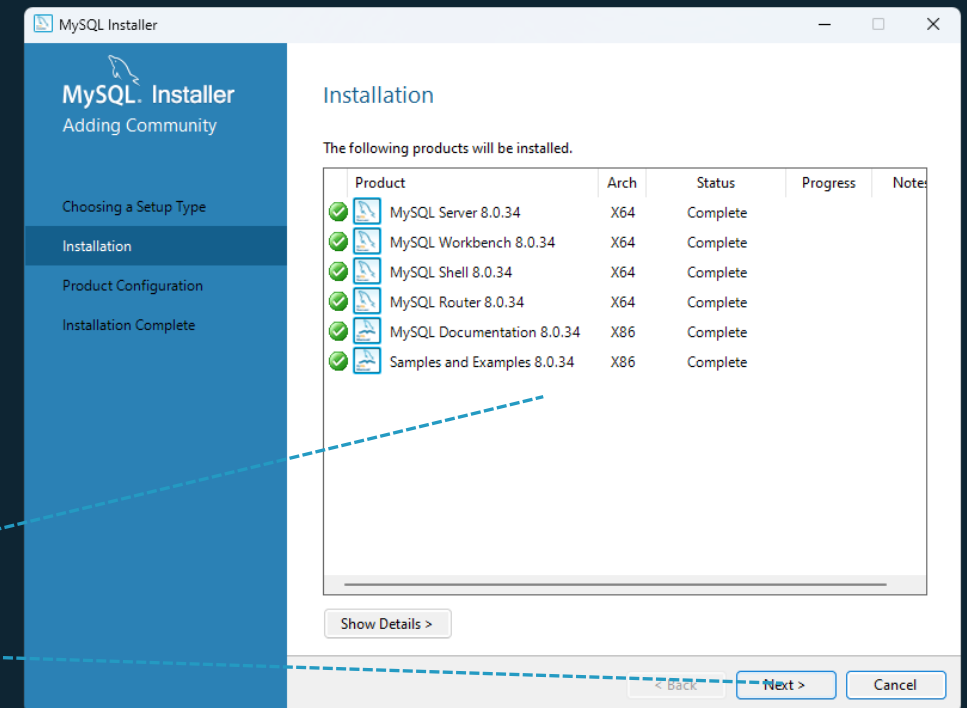 MySQL Installer
MySQL. Installer
Adding Community
Choosing a Setup Type
Installation
Product Configuration
Installation Complete
Installation
The following products will be installed.
Product Arch Status Progress Notes
MySQL Server 8.0.34 X64 Complete
MySQL Workbench 8.0.34 X64 Complete
MySQL Shell 8.0.34 X64 Complete
MySQL Router 8.0.34 X64 Complete
MySQL Documentation 8.0.34 X86 Complete
Samples and Examples 8.0.34 X86 Complete
Show Details >
< Back Next > Cancel